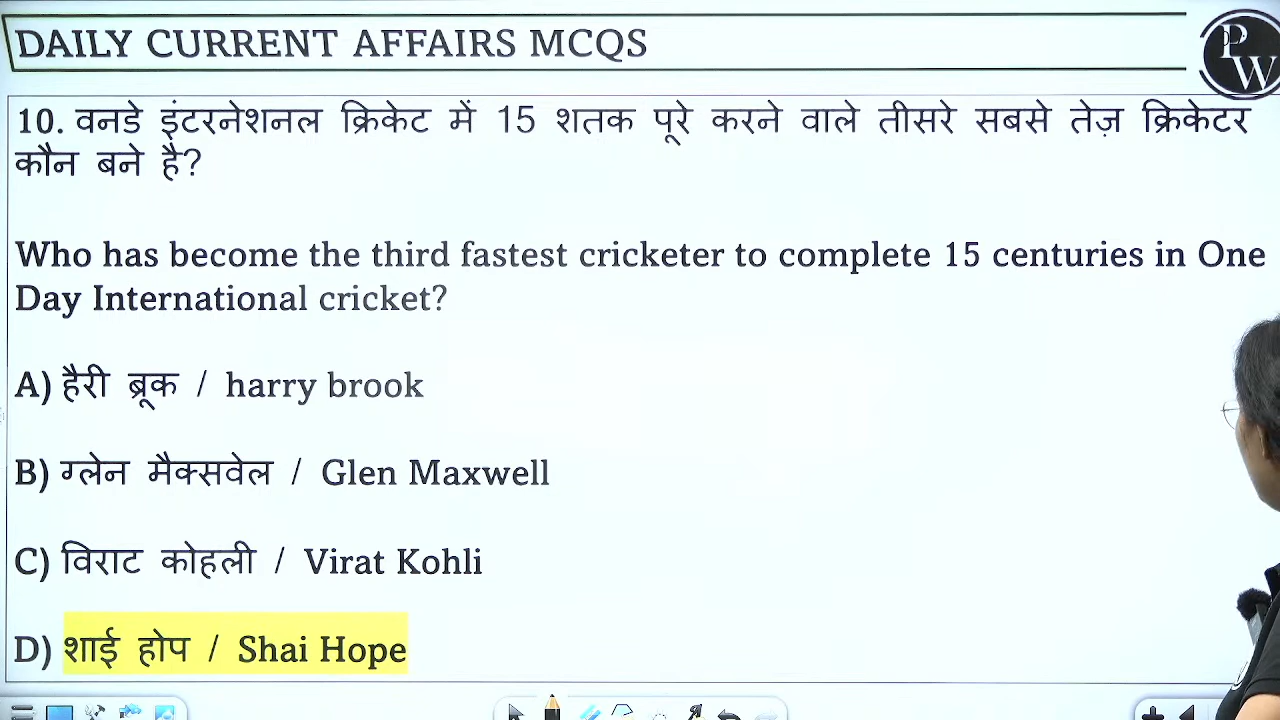 DAILY CURRENT AFFAIRS MCQS
PW
10. वनडे इंटरनेशनल क्रिकेट में 15 शतक पूरे करने वाले तीसरे सबसे तेज़ क्रिकेटर
कौन बने है?
Who has become the third fastest cricketer to complete 15 centuries in One
Day International cricket?
A) हैरी ब्रूक / harry brook
B) ग्लेन मैक्सवेल / Glen Maxwell
C) विराट कोहली / Virat Kohli
D) शाई होप / Shai Hope